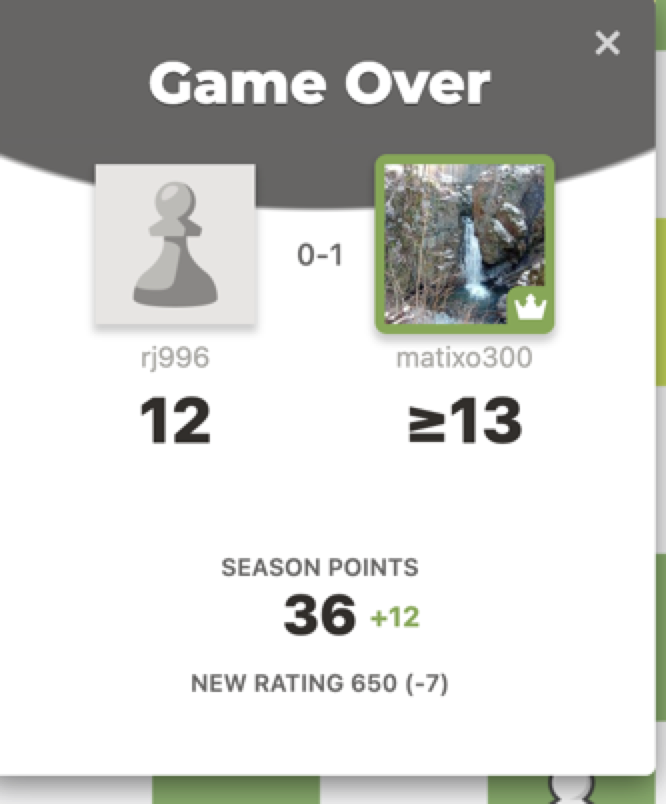 Game Over
0-1
rj996 matixo300
12 ≥13
SEASON POINTS
36 +12
NEW RATING 650 (-7)